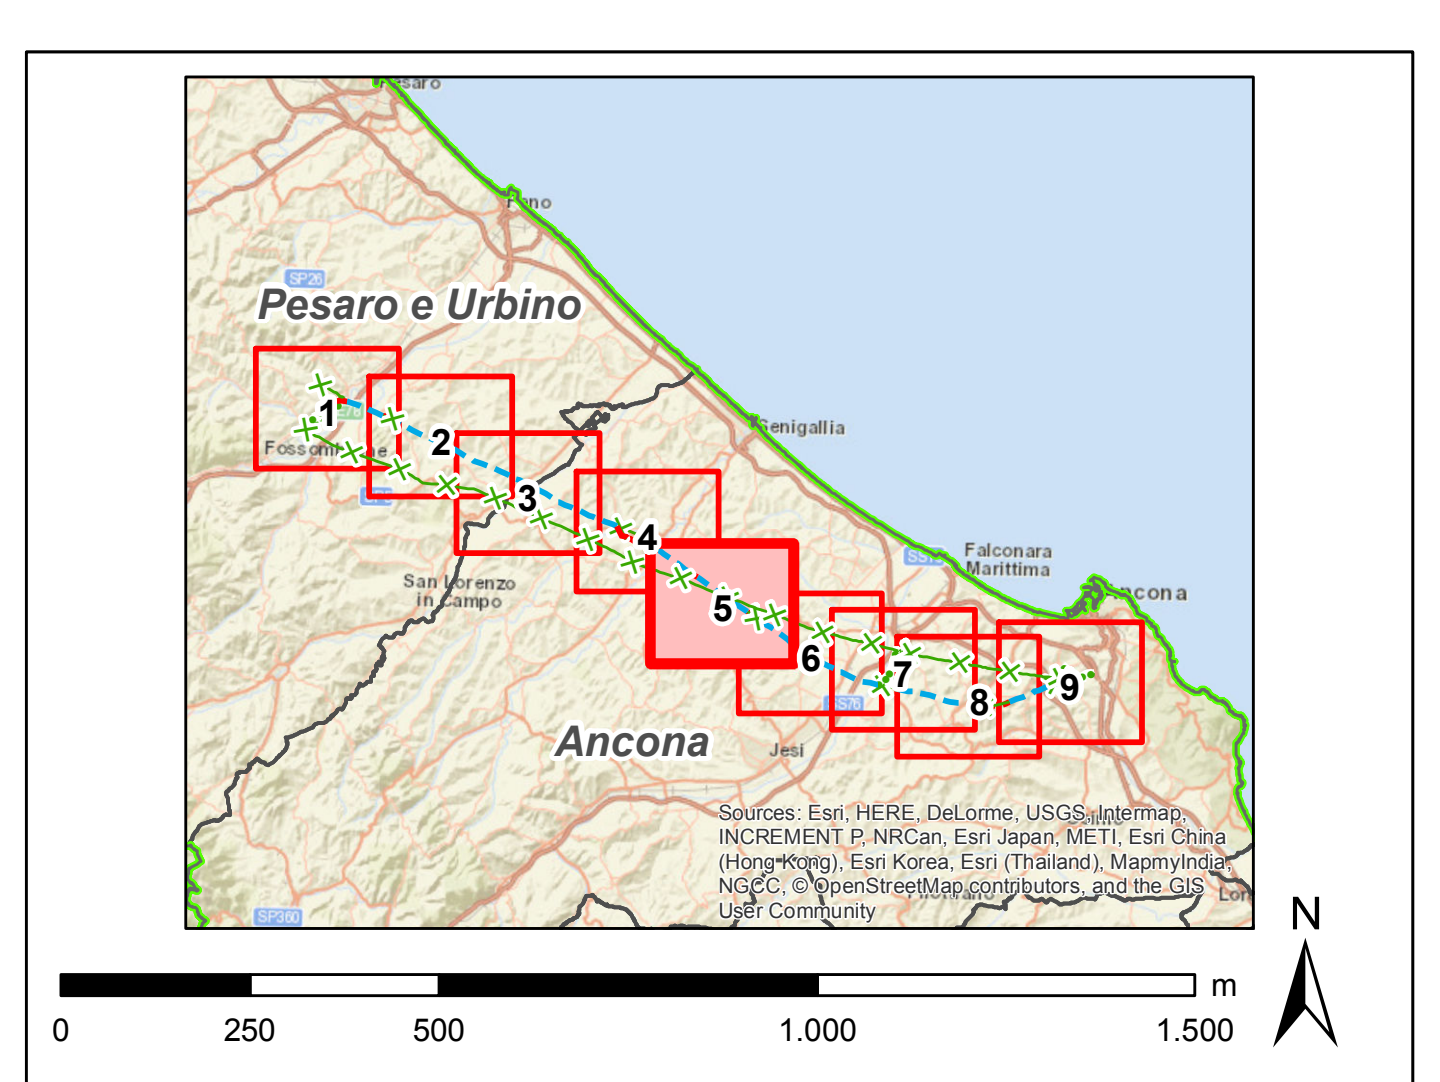 Fano
SP26
Pesaro e Urbino
1
2
Senigallia
3
4
San Lorenzo
in Campo
Falconara
Marittima
5
6
7
8
9
SS76
Ancona
Jesi
Sources: Esri, HERE, DeLorme, USGS, Intermap,
INCREMENT P, NRCan, Esri Japan, METI, Esri China
(Hong Kong), Esri Korea, Esri (Thailand), MapmyIndia,
NGCC, © OpenStreetMap contributors, and the GIS
User Community
SP360
N
m
0 250 500 1.000 1.500